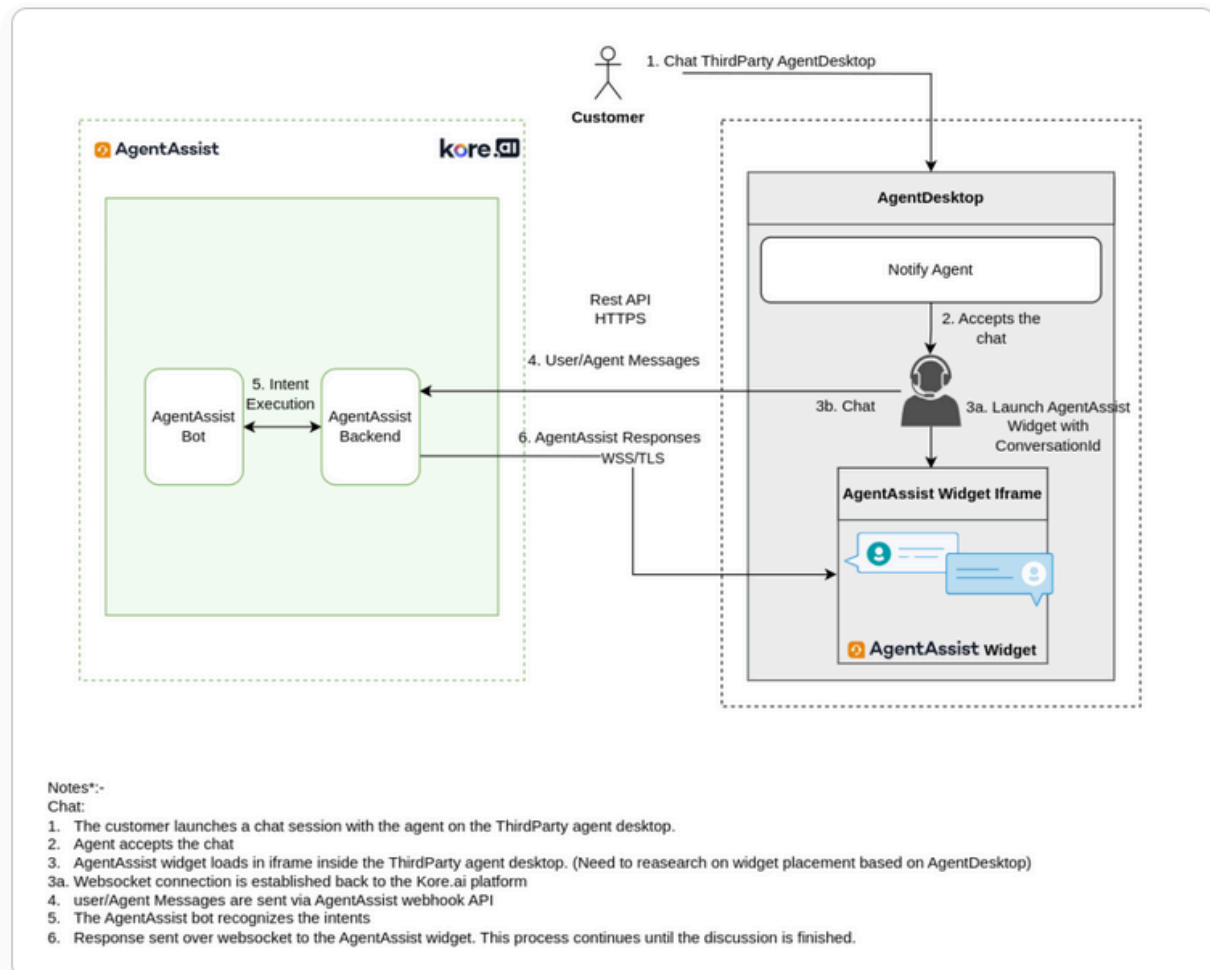 1. Chat ThirdParty AgentDesktop
Customer
AgentAssist
kore.ai
AgentDesktop
Notify Agent
2. Accepts the
chat
Rest API
HTTPS
4. User/Agent Messages
3b. Chat
3a. Launch AgentAssist
Widget with
ConversationId
AgentAssist
Bot
5. Intent
Execution
AgentAssist
Backend
6. AgentAssist Responses
WSS/TLS
AgentAssist Widget Iframe
AgentAssist Widget
Notes*:-
Chat:
1. The customer launches a chat session with the agent on the ThirdParty agent desktop.
2. Agent accepts the chat
3. AgentAssist widget loads in iframe inside the ThirdParty agent desktop. (Need to reasearch on widget placement based on AgentDesktop)
3a. Websocket connection is established back to the Kore.ai platform
4. user/Agent Messages are sent via AgentAssist webhook API
5. The AgentAssist bot recognizes the intents
6. Response sent over websocket to the AgentAssist widget. This process continues until the discussion is finished.